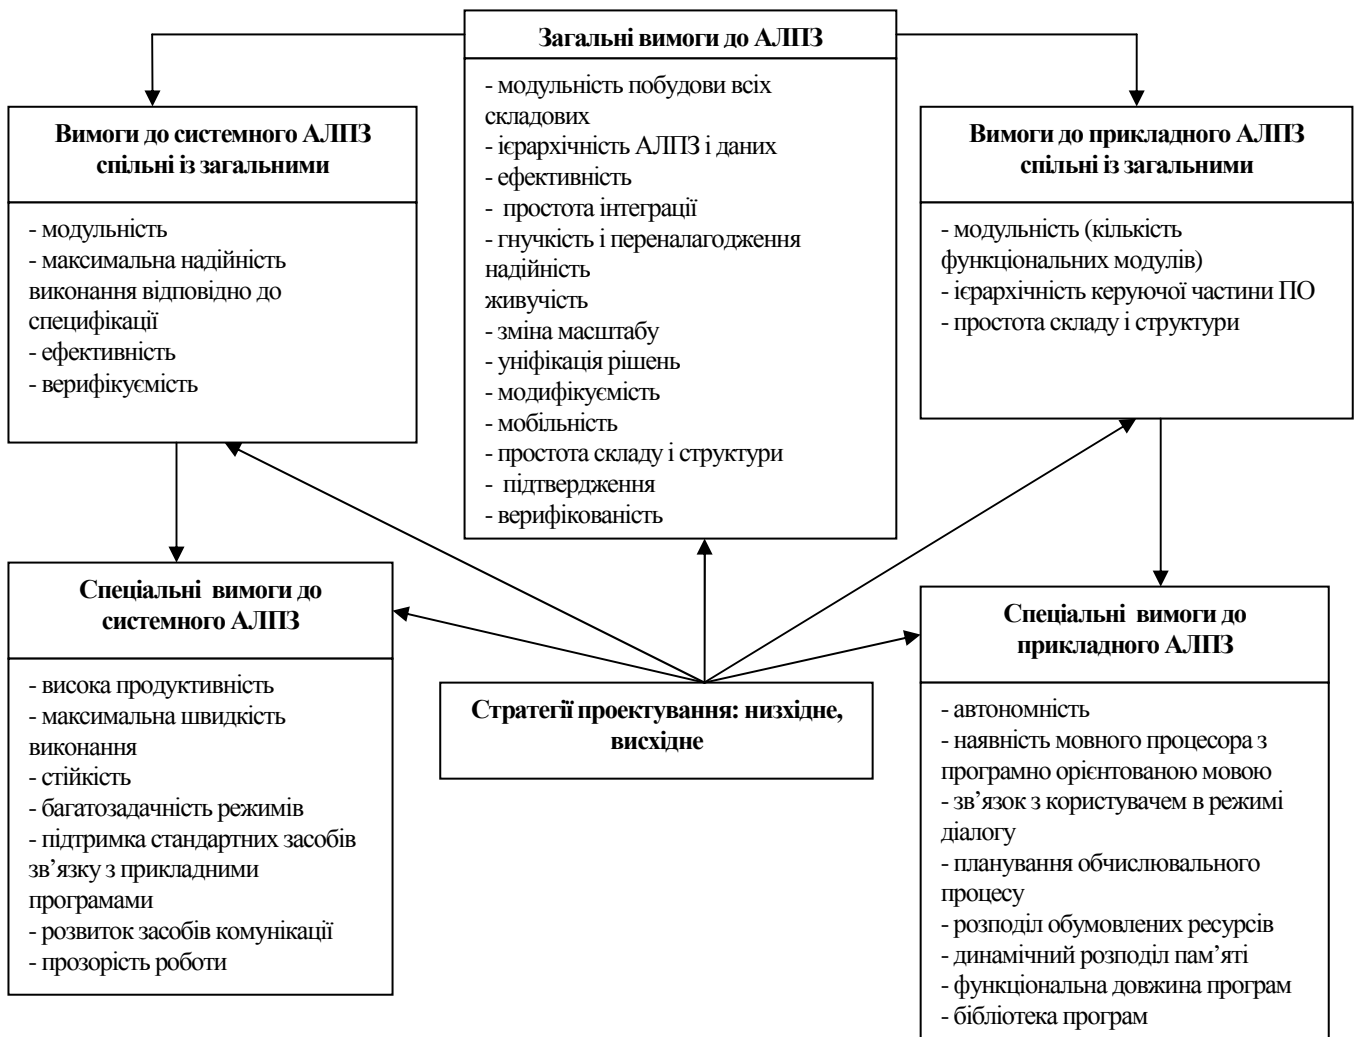 Загальні вимоги до АЛПЗ
- модульність побудови всіх
складових
- ієрархічність АЛПЗ і даних
- ефективність
- простота інтеграції
- гнучкість і переналагодження
надійність
живучість
- зміна масштабу
- уніфікація рішень
- модифікуємість
- мобільність
- простота складу і структури
- підтвердження
- верифікованість
Вимоги до системного АЛПЗ
спільні із загальними
- модульність
- максимальна надійність
виконання відповідно до
специфікації
- ефективність
- верифікуємість
Вимоги до прикладного АЛПЗ
спільні із загальними
- модульність (кількість
функціональних модулів)
- ієрархічність керуючої частини ПО
- простота складу і структури
Спеціальні вимоги до
системного АЛПЗ
- висока продуктивність
- максимальна швидкість
виконання
- стійкість
- багатозадачність режимів
- підтримка стандартних засобів
зв’язку з прикладними
програмами
- розвиток засобів комунікації
- прозорість роботи
Стратегії проектування: низхідне,
висхідне
Спеціальні вимоги до
прикладного АЛПЗ
- автономність
- наявність мовного процесора з
програмно орієнтованою мовою
- зв’язок з користувачем в режимі
діалогу
- планування обчислювального
процесу
- розподіл обумовлених ресурсів
- динамічний розподіл пам’яті
- функціональна довжина програм
- бібліотека програм